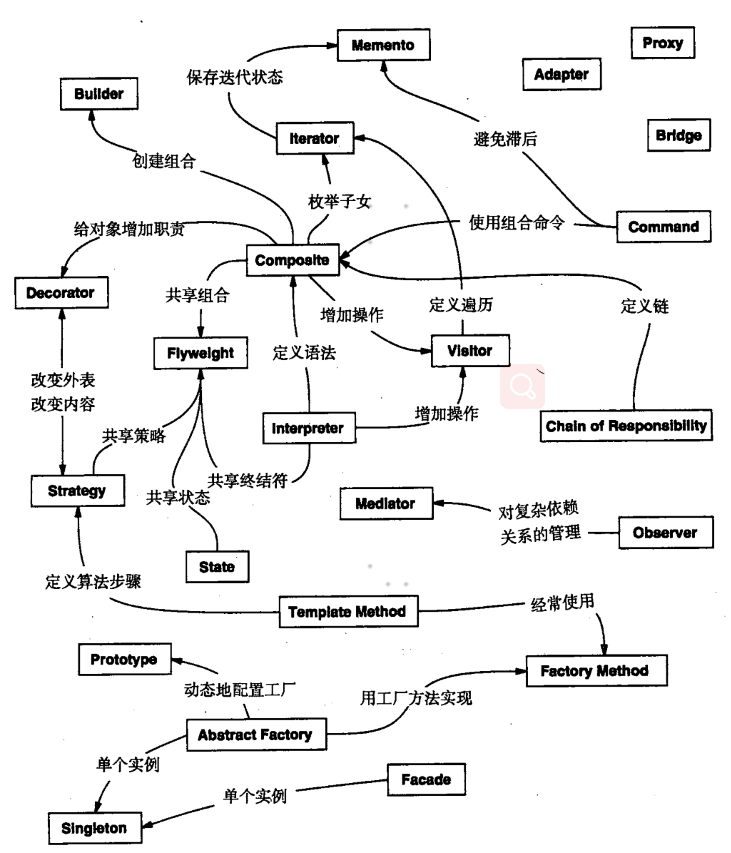 Memento
Proxy
保存迭代状态
Adapter
Builder
Iterator
避免滞后
Bridge
创建组合
枚举子女
给对象增加职责
使用组合命令
Command
Composite
Decorator
共享组合
增加操作
定义遍历
定义链
Flyweight
定义语法
Visitor
改变外表
改变内容
增加操作
共享策略
Interpreter
Chain of Responsibility
Strategy
共享终结符
共享状态
Mediator
对复杂依赖
关系的管理
Observer
State
定义算法步骤
Template Method
经常使用
Prototype
Factory Method
动态地配置工厂
用工厂方法实现
Abstract Factory
单个实例
Facade
单个实例
Singleton